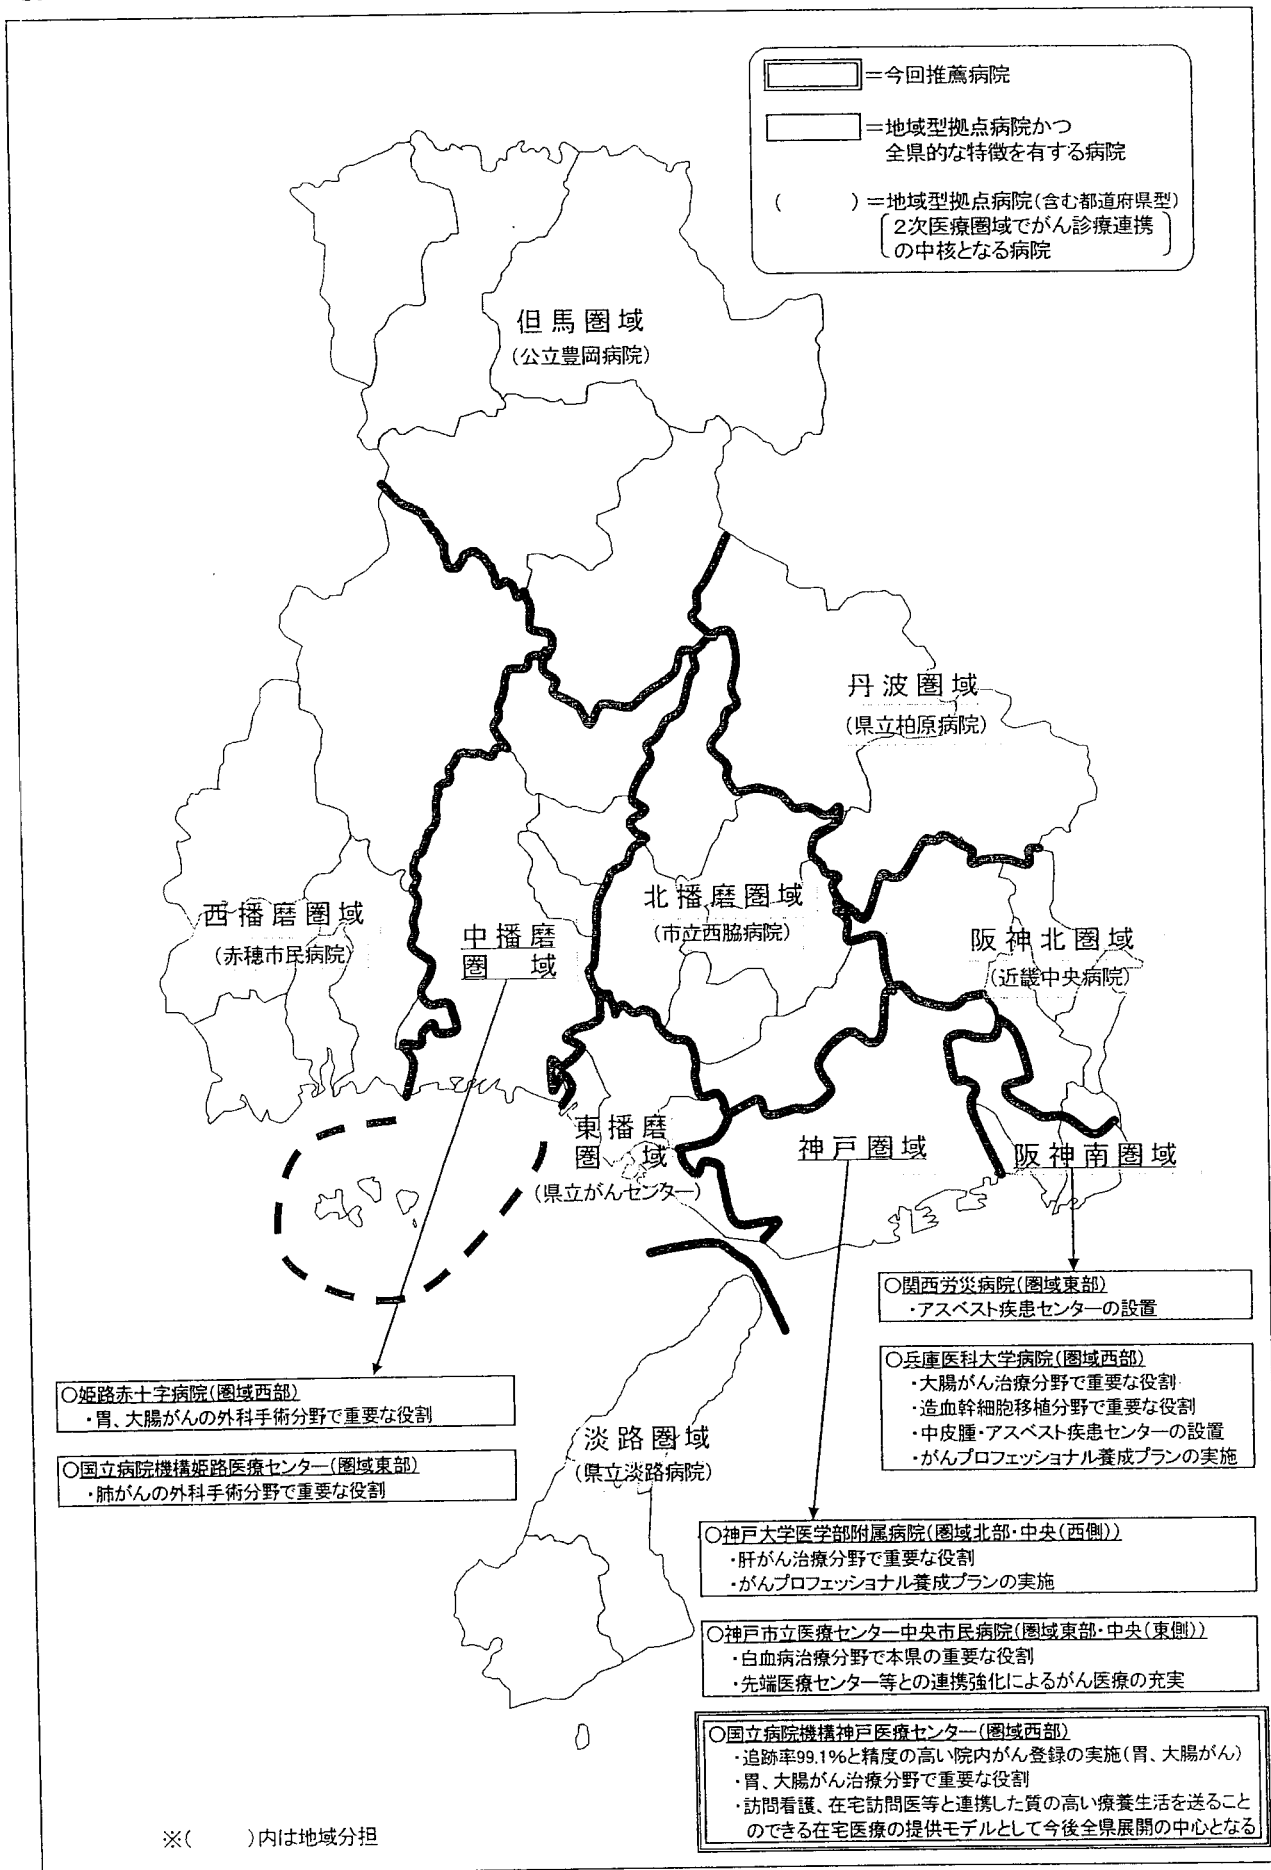 =今回推薦病院
=地域型拠点病院かつ
全県的な特徴を有する病院
(　　　)=地域型拠点病院(含む都道府県型)
2次医療圏域でがん診療連携
の中核となる病院
但馬圏域
(公立豊岡病院)
丹波圏域
(県立柏原病院)
西播磨圏域
(赤穂市民病院)
中播磨
圏　域
北播磨圏域
(市立西脇病院)
阪神北圏域
(近畿中央病院)
東播磨
圏　域
(県立がんセンター)
神戸圏域
阪神南圏域
○関西労災病院(圏域東部)
・アスベスト疾患センターの設置
○兵庫医科大学病院(圏域西部)
・大腸がん治療分野で重要な役割
・造血幹細胞移植分野で重要な役割
・中皮腫・アスベスト疾患センターの設置
・がんプロフェッショナル養成プランの実施
○姫路赤十字病院(圏域西部)
・胃、大腸がんの外科手術分野で重要な役割
○国立病院機構姫路医療センター(圏域東部)
・肺がんの外科手術分野で重要な役割
淡路圏域
(県立淡路病院)
○神戸大学医学部附属病院(圏域北部・中央(西側))
・肝がん治療分野で重要な役割
・がんプロフェッショナル養成プランの実施
○神戸市立医療センター中央市民病院(圏域東部・中央(東側))
・白血病治療分野で本県の重要な役割
・先端医療センター等との連携強化によるがん医療の充実
○国立病院機構神戸医療センター(圏域西部)
・追跡率99.1%と精度の高い院内がん登録の実施(胃、大腸がん)
・胃、大腸がん治療分野で重要な役割
・訪問看護、在宅訪問医等と連携した質の高い療養生活を送ること
のできる在宅医療の提供モデルとして今後全県展開の中心となる
※(　　　)内は地域分担